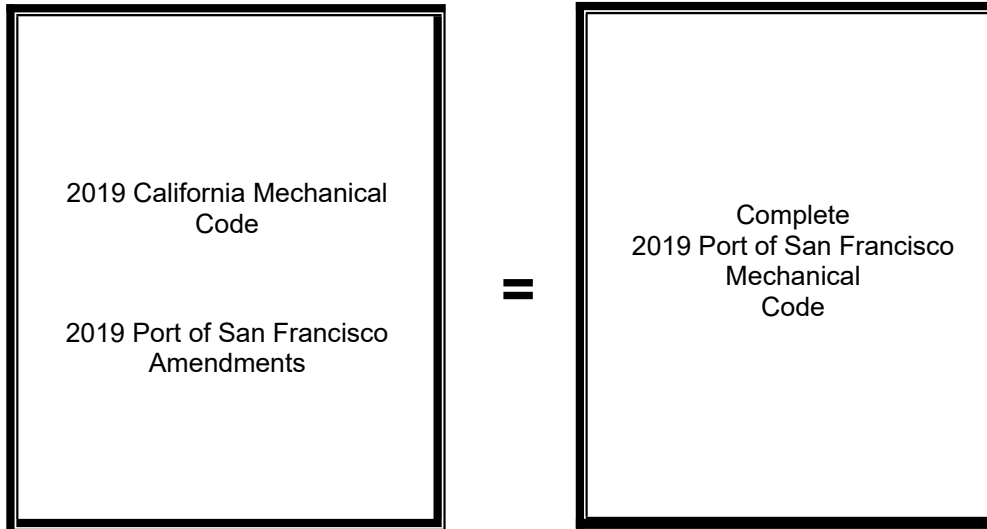 2019 California Mechanical
Code
2019 Port of San Francisco
Amendments
=
Complete
2019 Port of San Francisco
Mechanical
Code